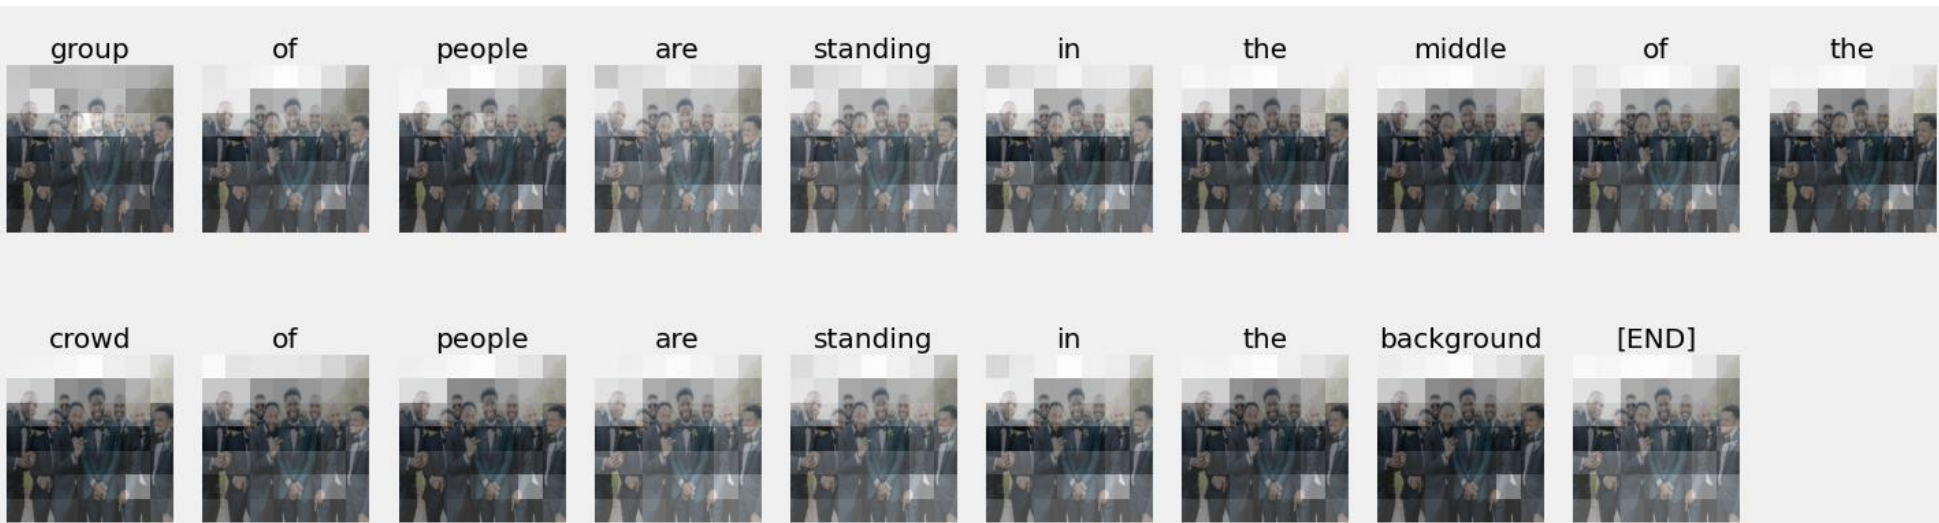 group of people are standing in the middle of the
crowd of people are standing in the background [END]